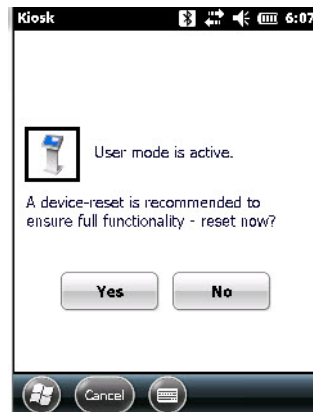 Kiosk 6:07
User mode is active.
A device-reset is recommended to
ensure full functionality - reset now?
Yes No
Cancel